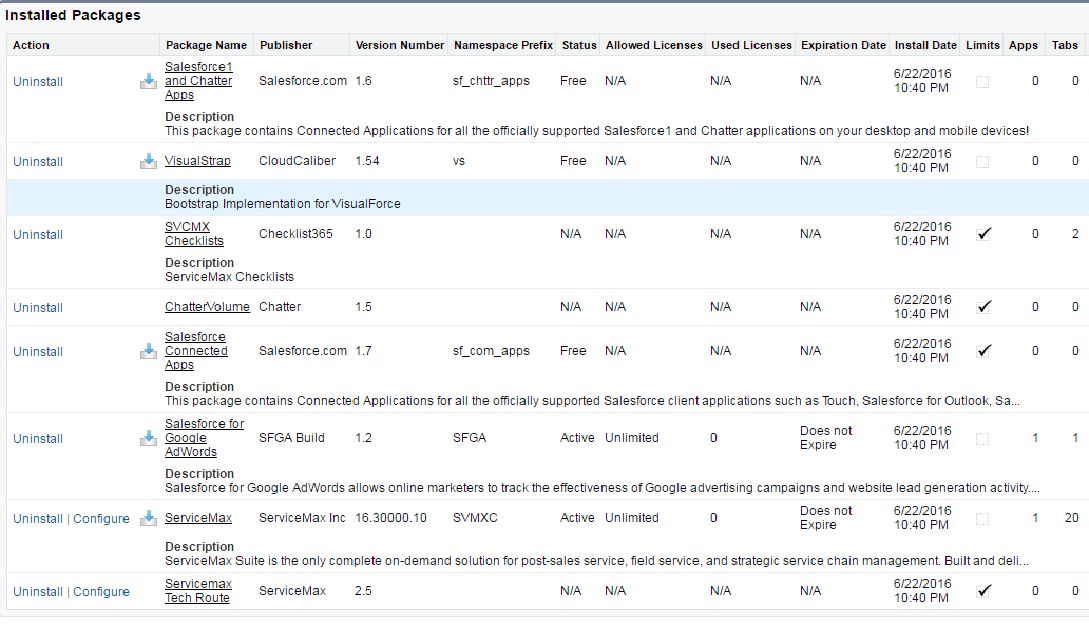 Installed Packages
Action Package Name Publisher Version Number Namespace Prefix Status Allowed Licenses Used Licenses Expiration Date Install Date Limits Apps Tabs
Uninstall Salesforce1 and Chatter Apps Salesforce.com 1.6 sf_chttr_apps Free N/A N/A N/A 6/22/2016 10:40 PM 0 0
Description
This package contains Connected Applications for all the officially supported Salesforce1 and Chatter applications on your desktop and mobile devices!
Uninstall VisualStrap CloudCaliber 1.54 vs Free N/A N/A N/A 6/22/2016 10:40 PM 0 0
Description
Bootstrap Implementation for VisualForce
Uninstall SVCMX Checklists Checklist365 1.0 N/A N/A N/A N/A 6/22/2016 10:40 PM 0 2
Description
ServiceMax Checklists
Uninstall ChatterVolume Chatter 1.5 N/A N/A N/A N/A 6/22/2016 10:40 PM 0 0
Uninstall Salesforce Connected Apps Salesforce.com 1.7 sf_com_apps Free N/A N/A N/A 6/22/2016 10:40 PM 0 0
Description
This package contains Connected Applications for all the officially supported Salesforce client applications such as Touch, Salesforce for Outlook, Sa...
Uninstall Salesforce for Google AdWords SFGA Build 1.2 SFGA Active Unlimited 0 Does not Expire 6/22/2016 10:40 PM 1 1
Description
Salesforce for Google AdWords allows online marketers to track the effectiveness of Google advertising campaigns and website lead generation activity....
Uninstall | Configure ServiceMax ServiceMax Inc 16.30000.10 SVMXC Active Unlimited 0 Does not Expire 6/22/2016 10:40 PM 1 20
Description
ServiceMax Suite is the only complete on-demand solution for post-sales service, field service, and strategic service chain management. Built and deli...
Uninstall | Configure Servicemax Tech Route ServiceMax 2.5 N/A N/A N/A N/A 6/22/2016 10:40 PM 0 0